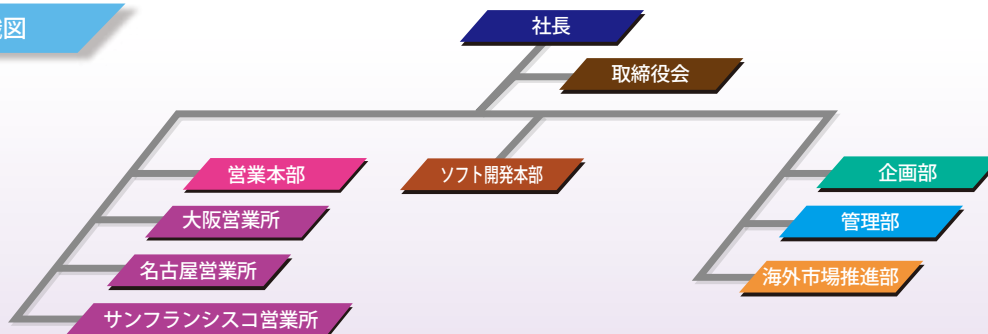 図
社長
取締役会
営業本部
ソフト開発本部
企画部
大阪営業所
管理部
名古屋営業所
海外市場推進部
サンフランシスコ営業所